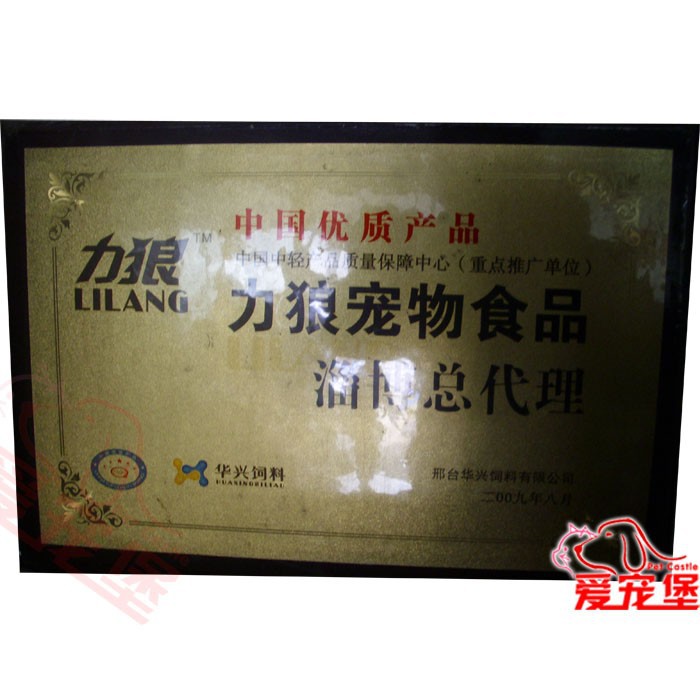 中国优质产品
力狼™
LILANG
中国中轻产品质量保障中心（重点推广单位）
力狼宠物食品
淄博总代理
华兴饲料
HUAXINGSILIAU
邢台华兴饲料有限公司
二00九年八月
Pet Castle
爱宠堡